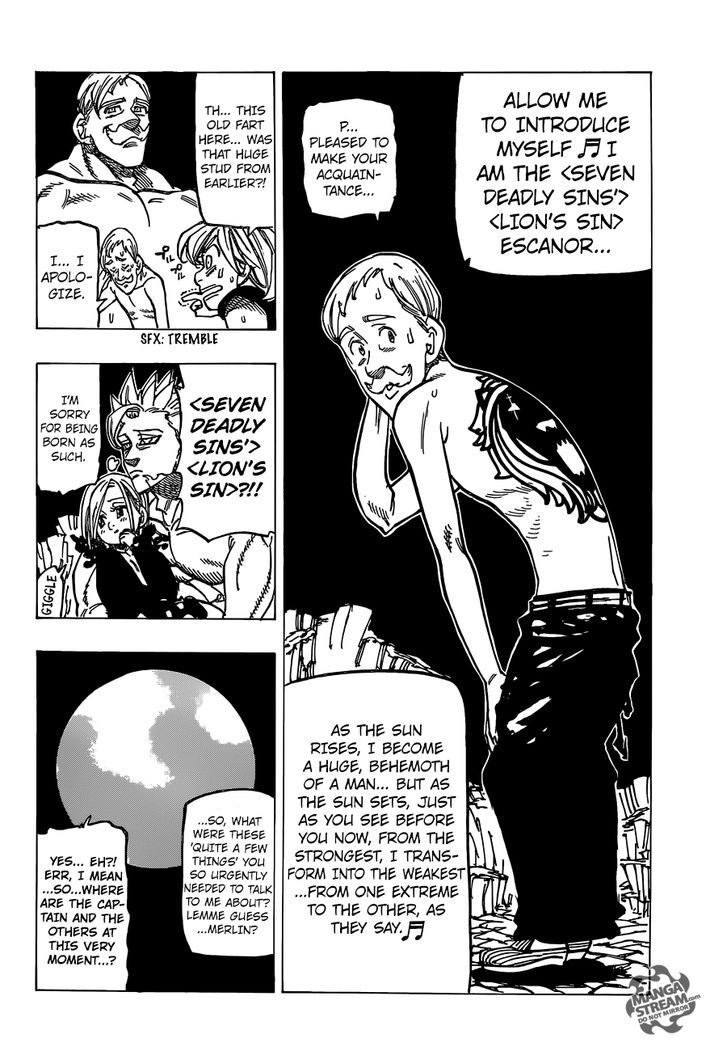 ALLOW ME
TO INTRODUCE
MYSELF ♬ I
AM THE <SEVEN
DEADLY SINS'>
<LION'S SIN>
ESCANOR...
P...
PLEASED TO
MAKE YOUR
ACQUAIN-
TANCE...
AS THE SUN
RISES, I BECOME
A HUGE, BEHEMOTH
OF A MAN... BUT AS
THE SUN SETS, JUST
AS YOU SEE BEFORE
YOU NOW, FROM THE
STRONGEST, I TRANS-
FORM INTO THE WEAKEST
...FROM ONE EXTREME
TO THE OTHER, AS
THEY SAY.♬
TH... THIS
OLD FART
HERE... WAS
THAT HUGE
STUD FROM
EARLIER?!
I... I
APOLO-
GIZE.
プル
プル
SFX: TREMBLE
<SEVEN
DEADLY
SINS'>
<LION'S
SIN>?!!
I'M
SORRY
FOR BEING
BORN AS
SUCH.
GIGGLE
...SO, WHAT
WERE THESE
'QUITE A FEW
THINGS' YOU
SO URGENTLY
NEEDED TO TALK
TO ME ABOUT?
LEMME GUESS
...MERLIN?
YES... EH?!
ERR, I MEAN
...SO...WHERE
ARE THE CAP-
TAIN AND THE
OTHERS AT
THIS VERY
MOMENT...?
MANGA
STREAM.com
DO NOT MIRROR